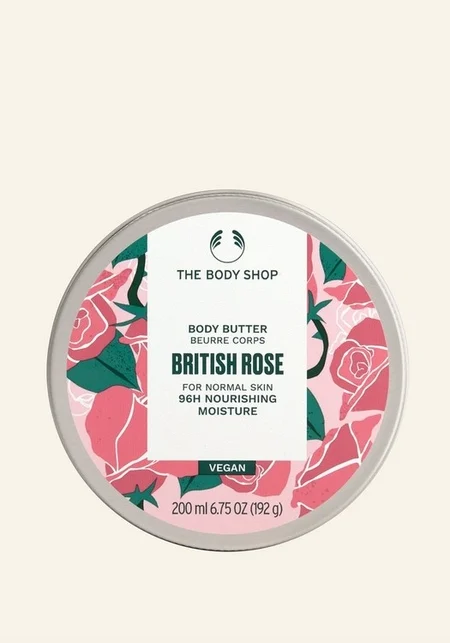 THE BODY SHOP
BODY BUTTER
BEURRE CORPS
BRITISH ROSE
FOR NORMAL SKIN
96H NOURISHING
MOISTURE
VEGAN
200 ml 6.75 OZ (192 g)